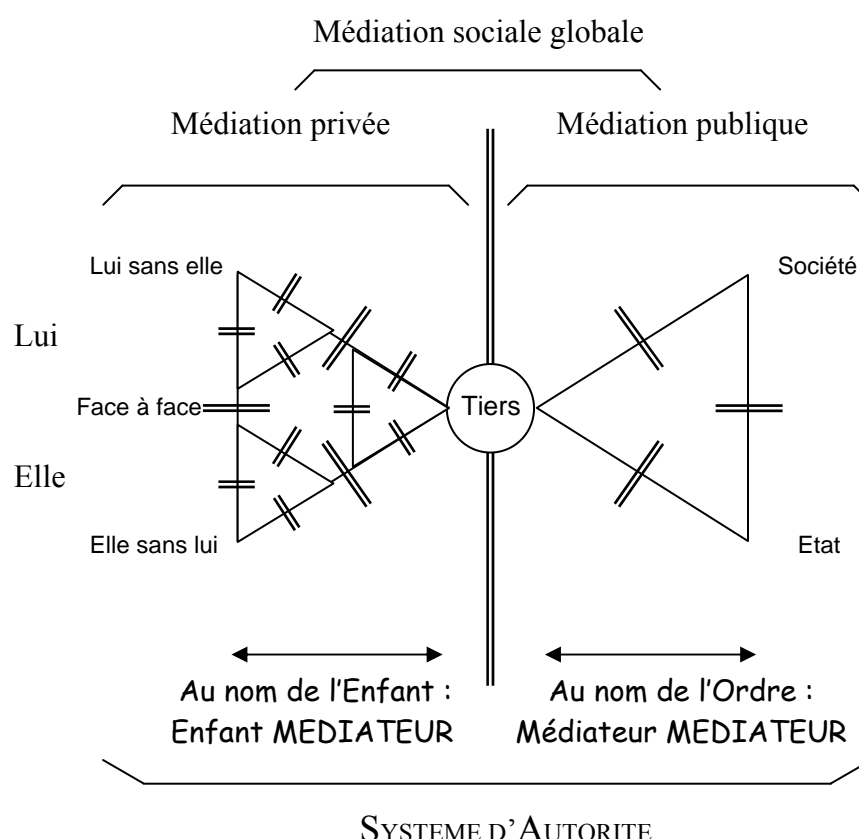 Médiation sociale globale
Médiation privée
Médiation publique
Lui sans elle
Société
Lui
Face à face
Tiers
Elle
Elle sans lui
Etat
Au nom de l’Enfant :
Enfant MEDIATEUR
Au nom de l’Ordre :
Médiateur MEDIATEUR
SYSTEME D’AUTORITE